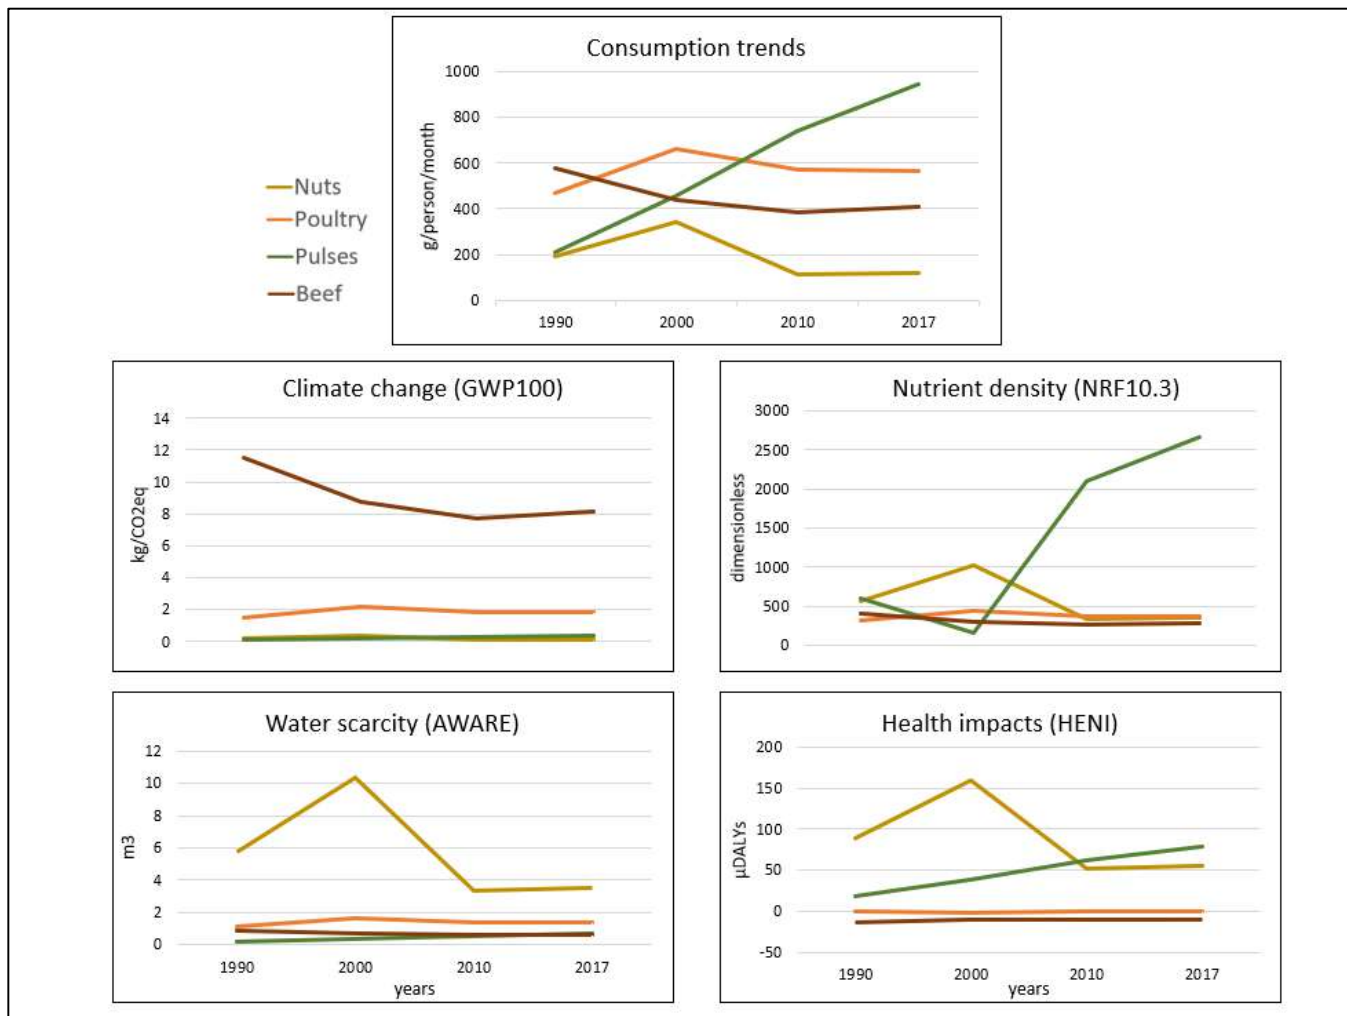 Consumption trends
1000
800
600
400
200
0
g/person/month
1990 2000 2010 2017
Nuts
Poultry
Pulses
Beef
Climate change (GWP100)
14
12
10
8
6
4
2
0
kg/CO2eq
Nutrient density (NRF10.3)
3000
2500
2000
1500
1000
500
0
dimensionless
Water scarcity (AWARE)
12
10
8
6
4
2
0
m3
1990 2000 2010 2017
years
Health impacts (HENI)
200
150
100
50
0
-50
µDALYs
1990 2000 2010 2017
years